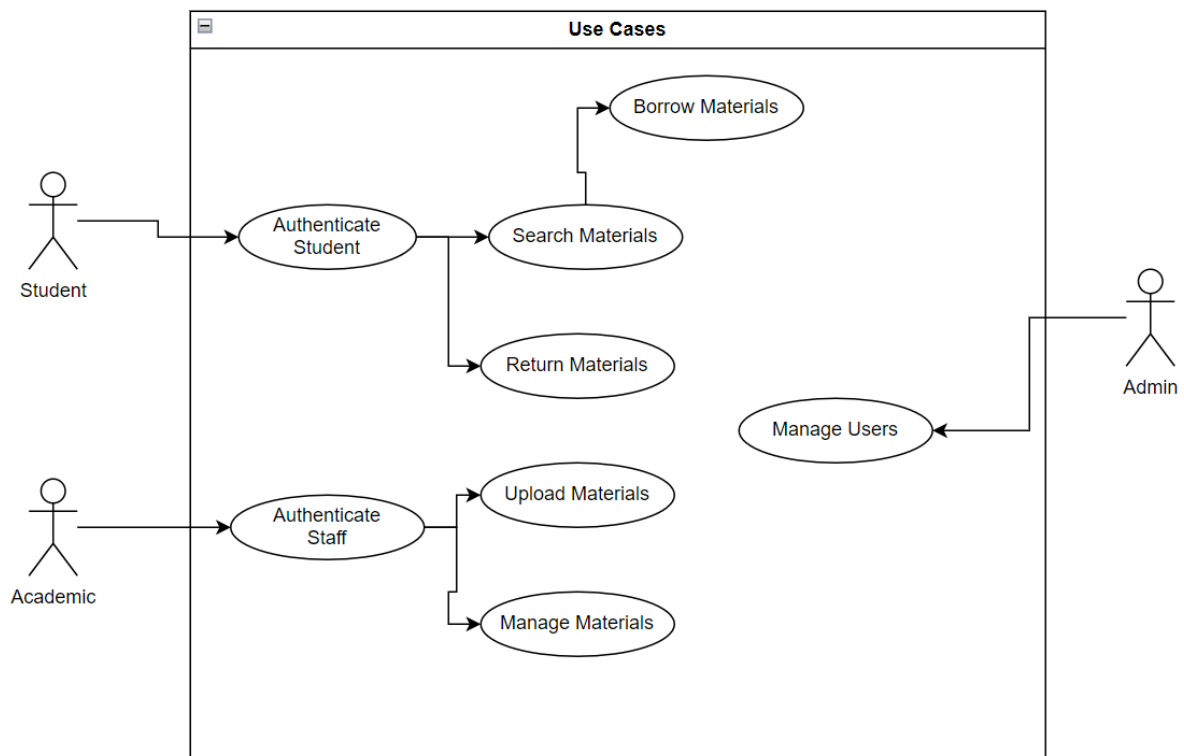 Use Cases
Borrow Materials
Authenticate
Student
Search Materials
Student
Return Materials
Admin
Manage Users
Upload Materials
Authenticate
Staff
Academic
Manage Materials